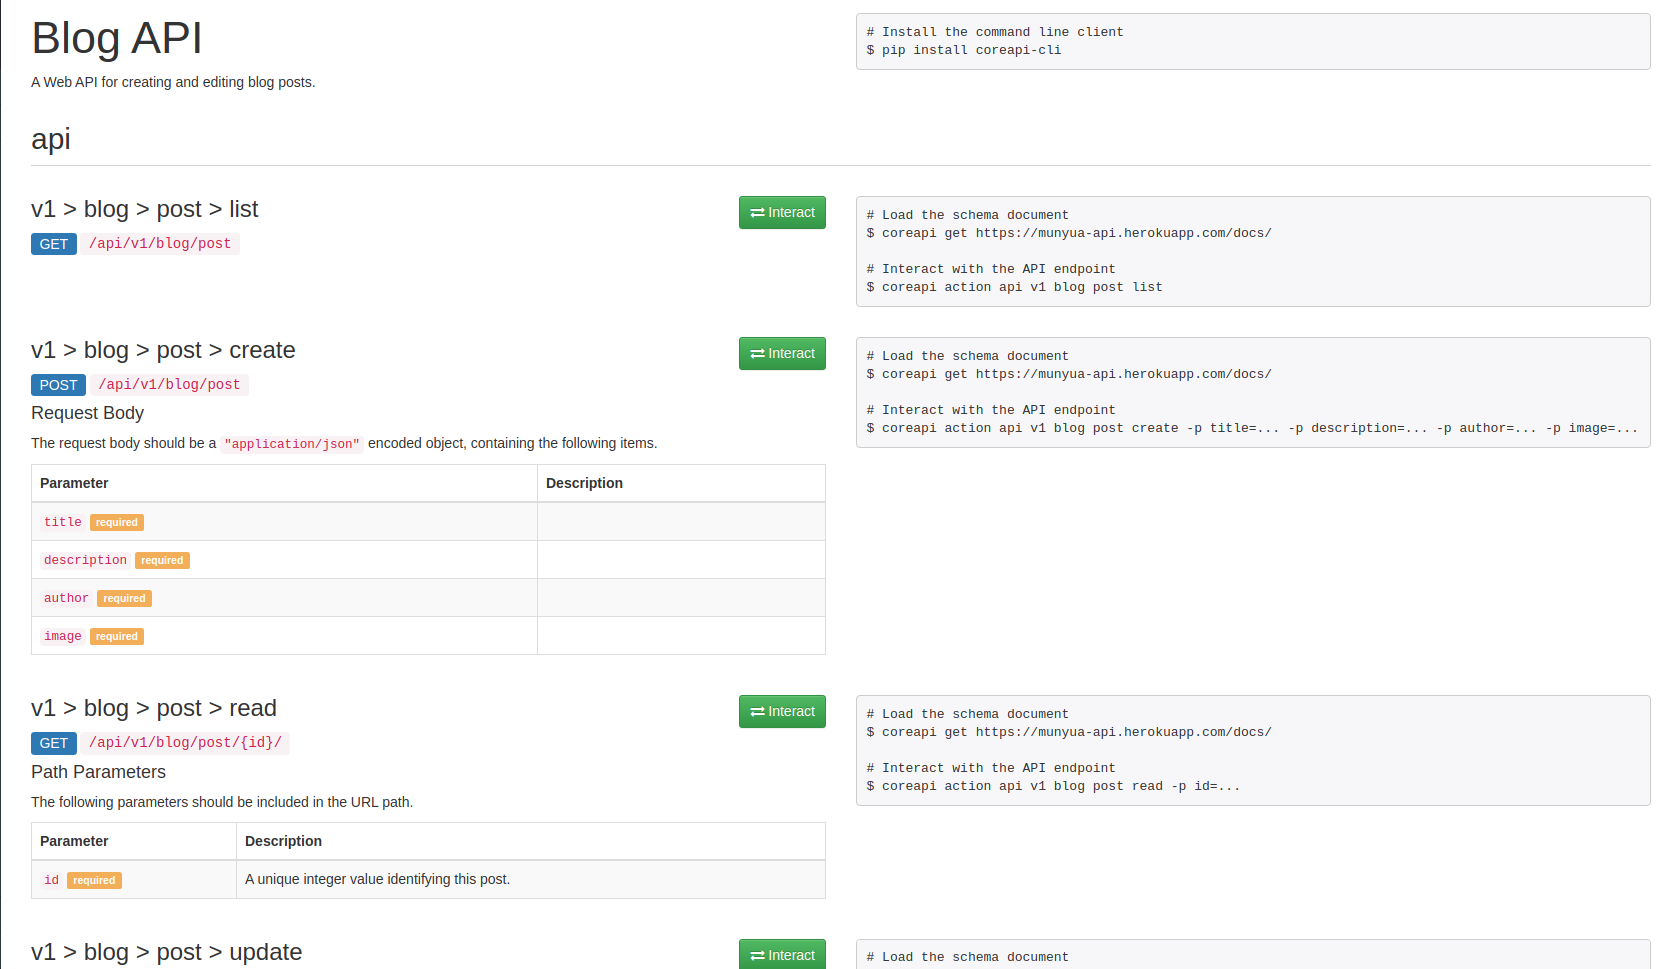 Blog API
A Web API for creating and editing blog posts.
# Install the command line client
$ pip install coreapi-cli
api
v1 > blog > post > list
Interact
GET /api/v1/blog/post
# Load the schema document
$ coreapi get https://munyua-api.herokuapp.com/docs/
# Interact with the API endpoint
$ coreapi action api v1 blog post list
v1 > blog > post > create
Interact
POST /api/v1/blog/post
Request Body
The request body should be a "application/json" encoded object, containing the following items.
Parameter Description
title required
description required
author required
image required
# Load the schema document
$ coreapi get https://munyua-api.herokuapp.com/docs/
# Interact with the API endpoint
$ coreapi action api v1 blog post create -p title=... -p description=... -p author=... -p image=...
v1 > blog > post > read
Interact
GET /api/v1/blog/post/{id}/
Path Parameters
The following parameters should be included in the URL path.
Parameter Description
id required A unique integer value identifying this post.
# Load the schema document
$ coreapi get https://munyua-api.herokuapp.com/docs/
# Interact with the API endpoint
$ coreapi action api v1 blog post read -p id=...
v1 > blog > post > update
Interact
# Load the schema document